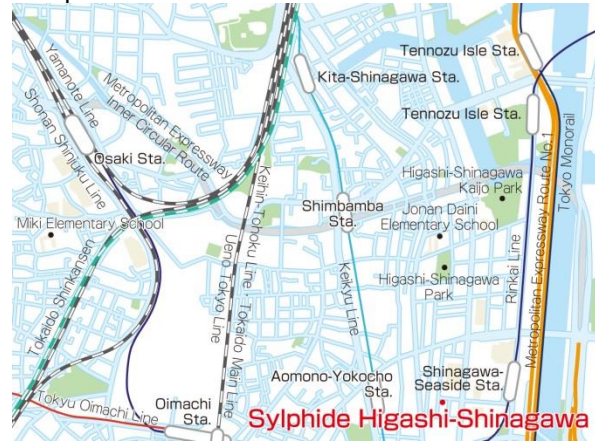 Yamanote Line
Shonan Shinjuku Line
Metropolitan Expressway
Inner Circular Route
Kita-Shinagawa Sta.
Tennozu Isle Sta.
Tennozu Isle Sta.
Osaki Sta.
Miki Elementary School
Tokaido Shinkansen
Keihin-Tohoku Line · Tokaido Main Line
Ueno Tokyo Line
Shimbamba
Sta.
Keikyu Line
Higashi-Shinagawa
Kaijo Park
Jonan Daini
Elementary School
Higashi-Shinagawa
Park
Rinkai Line
Metropolitan Expressway Route No.1
Tokyo Monorail
Tokyu Oimachi Line
Oimachi
Sta.
Aomono-Yokocho
Sta.
Shinagawa-
Seaside Sta.
Sylphide Higashi-Shinagawa